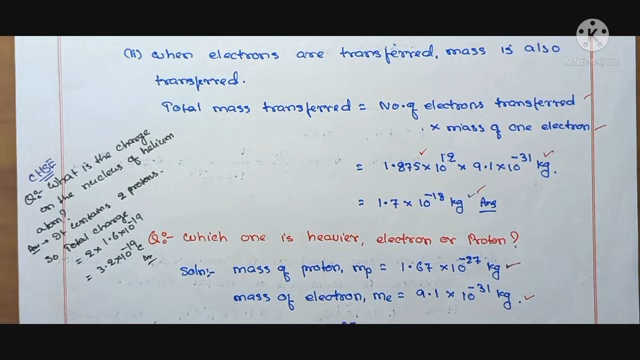 (ii) when electrons are transferred, mass is also
transprred.
Total mass transferred = No. of electrons transferred
× mass of one electron
= 1.875 × 10^12 × 9.1 × 10^-31 kg.
= 1.7 × 10^-18 kg Ans
CHSE
Q:- What is the charge
on the nucleus of helium
atom?
Ans → It contains 2 protons.
So Total charge
= 2 × 1.6 × 10^-19
= 3.2 × 10^-19 c
Q:- which one is heavier, electron or Proton?
Soln:- mass of proton, mp = 1.67 × 10^-27 kg
mass of electron, me = 9.1 × 10^-31 kg.